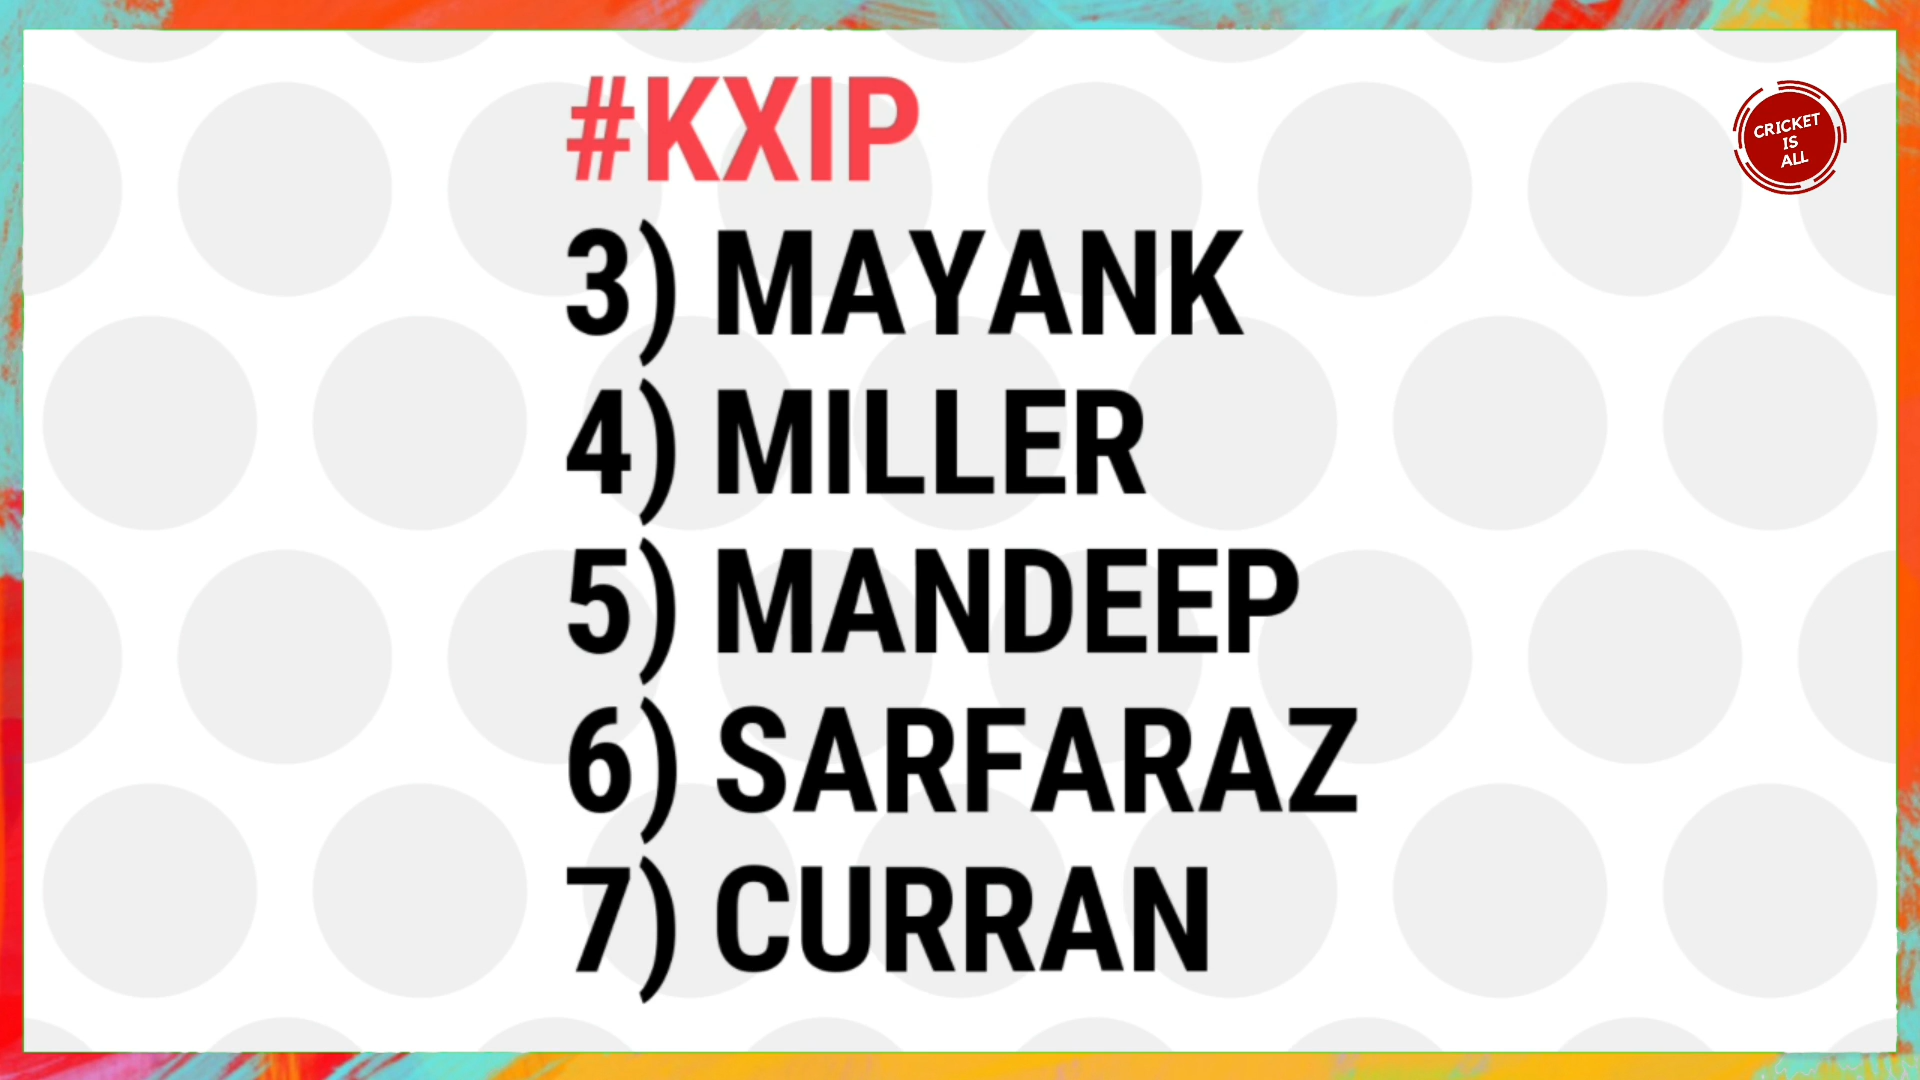 #KXIP
3) MAYANK
4) MILLER
5) MANDEEP
6) SARFARAZ
7) CURRAN
CRICKET
IS
ALL